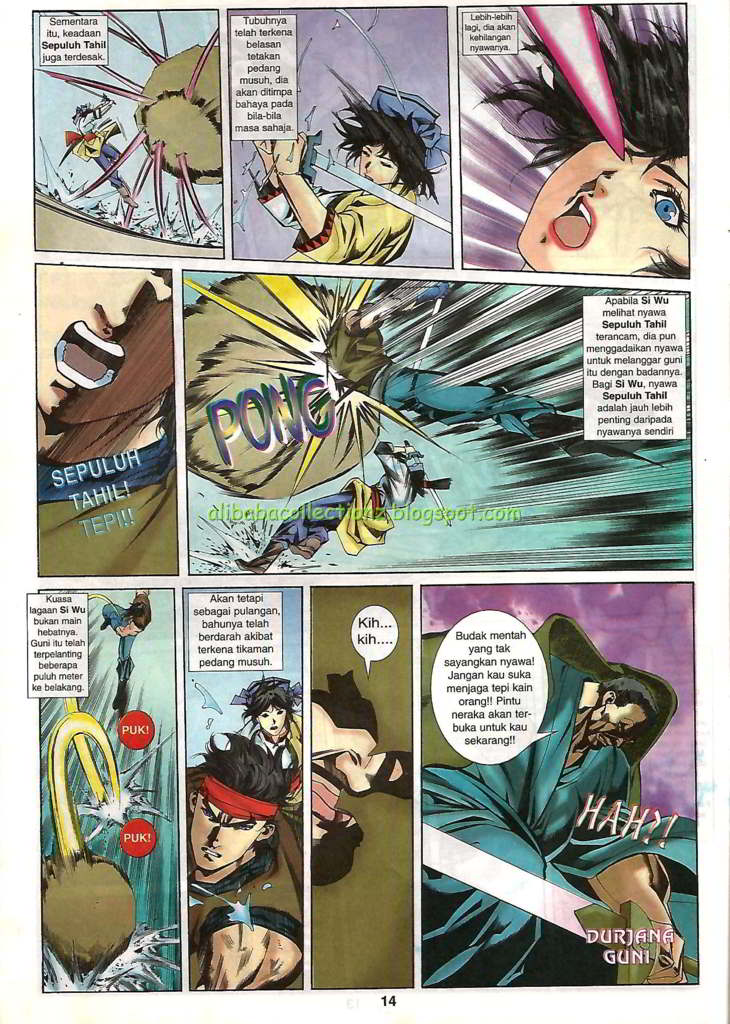 Sementara
itu, keadaan
Sepuluh Tahil
juga terdesak.
Tubuhnya
telah terkena
belasan
tetakan
pedang
musuh, dia
akan ditimpa
bahaya pada
bila-bila
masa sahaja.
Lebih-lebih
lagi, dia akan
kehilangan
nyawanya.
SEPULUH
TAHIL!
TEPI!!
PONG
Apabila Si Wu
melihat nyawa
Sepuluh Tahil
terancam, dia pun
menggadaikan nyawa
untuk melanggar guni
itu dengan badannya.
Bagi Si Wu, nyawa
Sepuluh Tahil
adalah jauh lebih
penting daripada
nyawanya sendiri
alibabacollectionz.blogspot.com
Kuasa
lagaan Si Wu
bukan main
hebatnya.
Guni itu telah
terpelanting
beberapa
puluh meter
ke belakang.
PUK!
PUK!
Akan tetapi
sebagai pulangan,
bahunya telah
berdarah akibat
terkena tikaman
pedang musuh.
Kih...
kih....
Budak mentah
yang tak
sayangkan nyawa!
Jangan kau suka
menjaga tepi kain
orang!! Pintu
neraka akan ter-
buka untuk kau
sekarang!!
HAH!!
DURJANA
GUNI
14